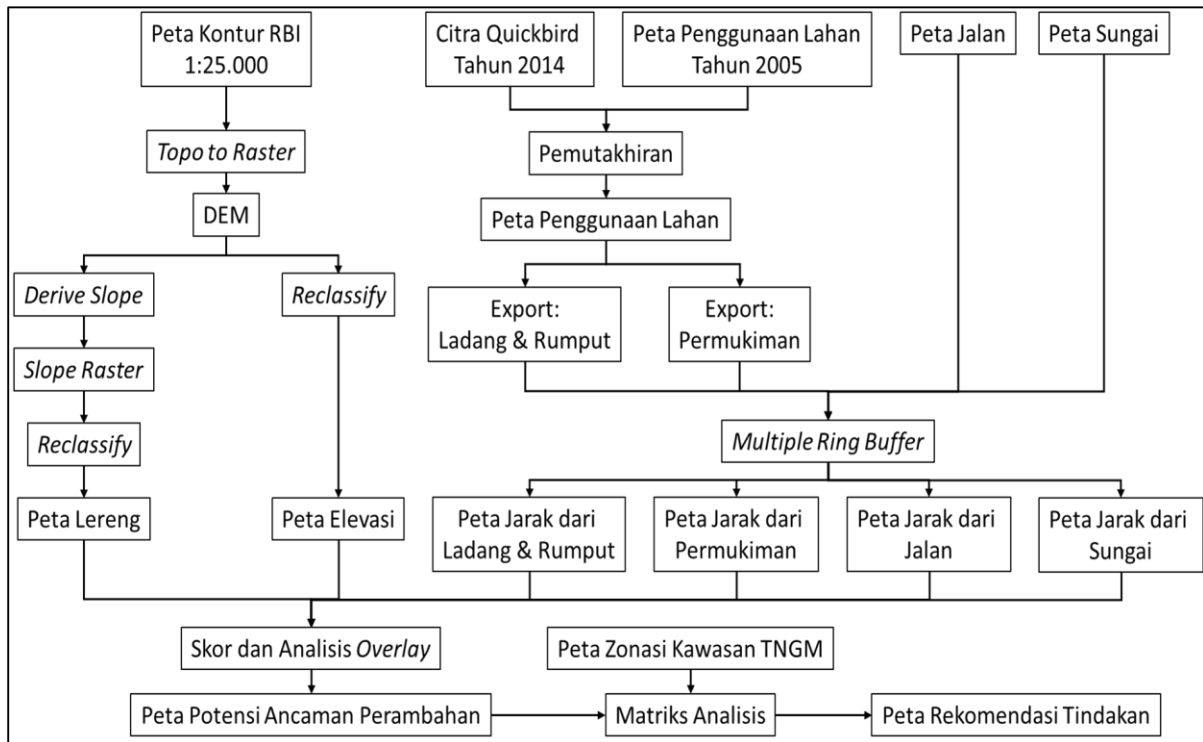 Peta Kontur RBI
1:25.000
Citra Quickbird
Tahun 2014
Peta Penggunaan Lahan
Tahun 2005
Peta Jalan
Peta Sungai
Topo to Raster
Pemutakhiran
DEM
Peta Penggunaan Lahan
Derive Slope
Reclassify
Export:
Ladang & Rumput
Export:
Permukiman
Slope Raster
Reclassify
Multiple Ring Buffer
Peta Lereng
Peta Elevasi
Peta Jarak dari
Ladang & Rumput
Peta Jarak dari
Permukiman
Peta Jarak dari
Jalan
Peta Jarak dari
Sungai
Skor dan Analisis Overlay
Peta Zonasi Kawasan TNGM
Peta Potensi Ancaman Perambahan
Matriks Analisis
Peta Rekomendasi Tindakan